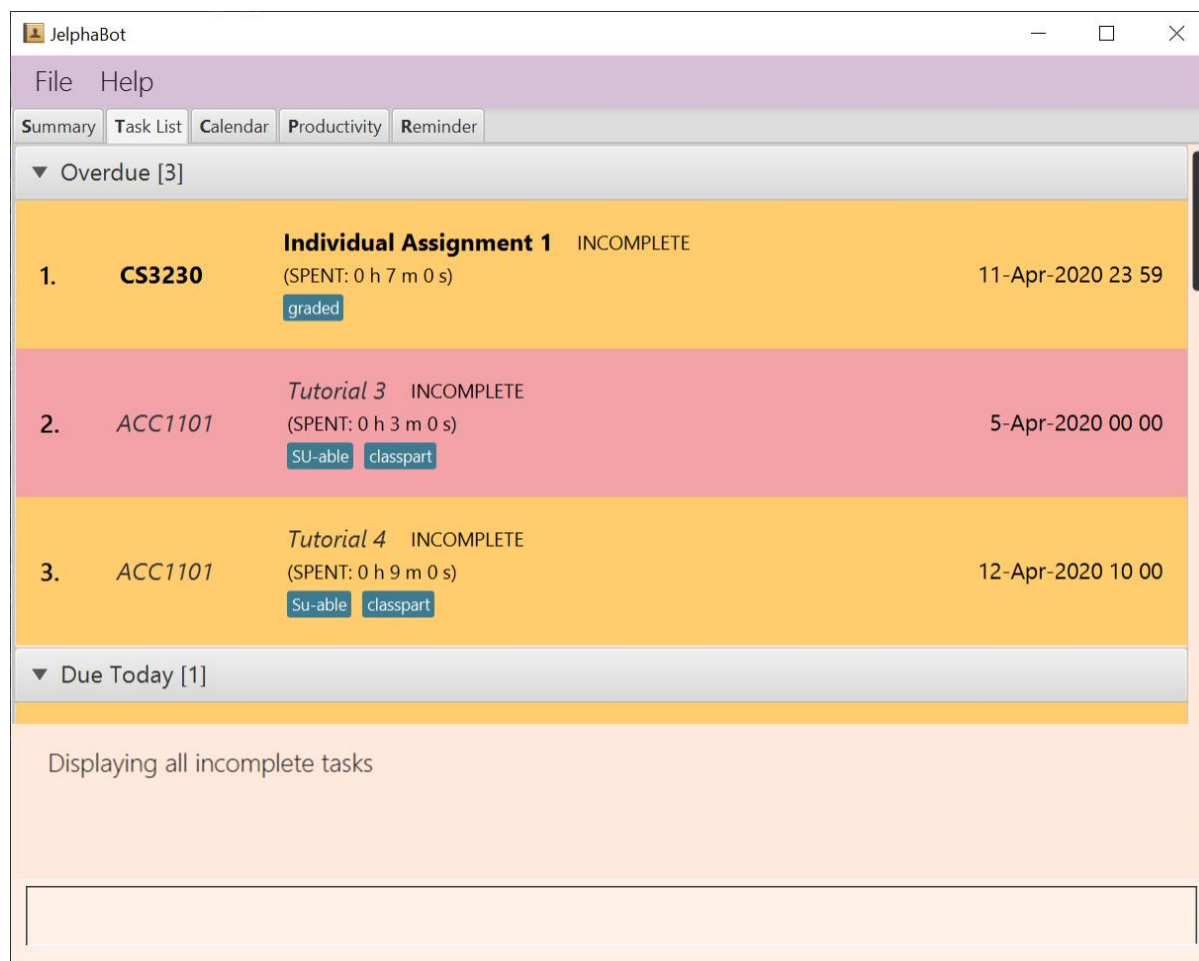 JelphaBot
File Help
Summary Task List Calendar Productivity Reminder
Overdue [3]
Individual Assignment 1 INCOMPLETE
1. CS3230 (SPENT: 0 h 7 m 0 s) 11-Apr-2020 23 59
graded
Tutorial 3 INCOMPLETE
2. ACC1101 (SPENT: 0 h 3 m 0 s) 5-Apr-2020 00 00
SU-able classpart
Tutorial 4 INCOMPLETE
3. ACC1101 (SPENT: 0 h 9 m 0 s) 12-Apr-2020 10 00
Su-able classpart
Due Today [1]
Displaying all incomplete tasks